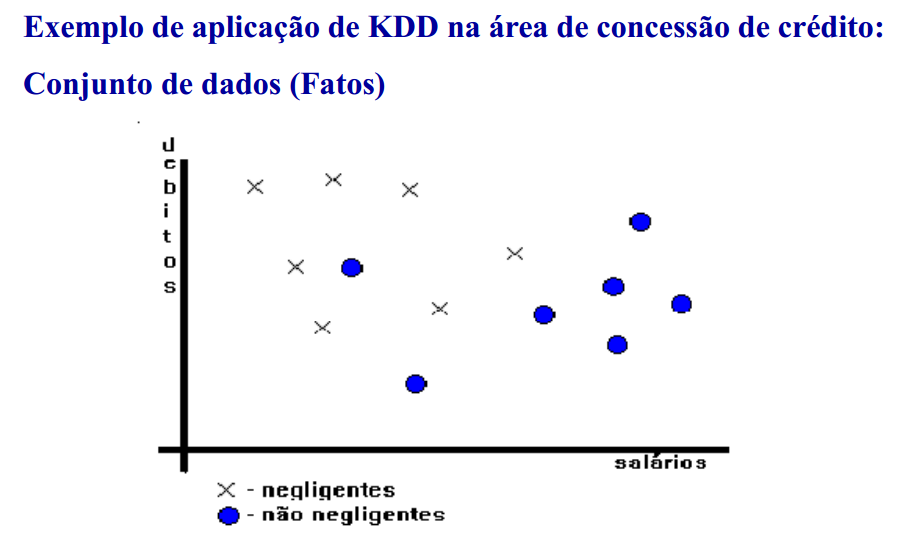 Exemplo de aplicação de KDD na área de concessão de crédito:
Conjunto de dados (Fatos)
debitos
salários
- negligentes
- não negligentes